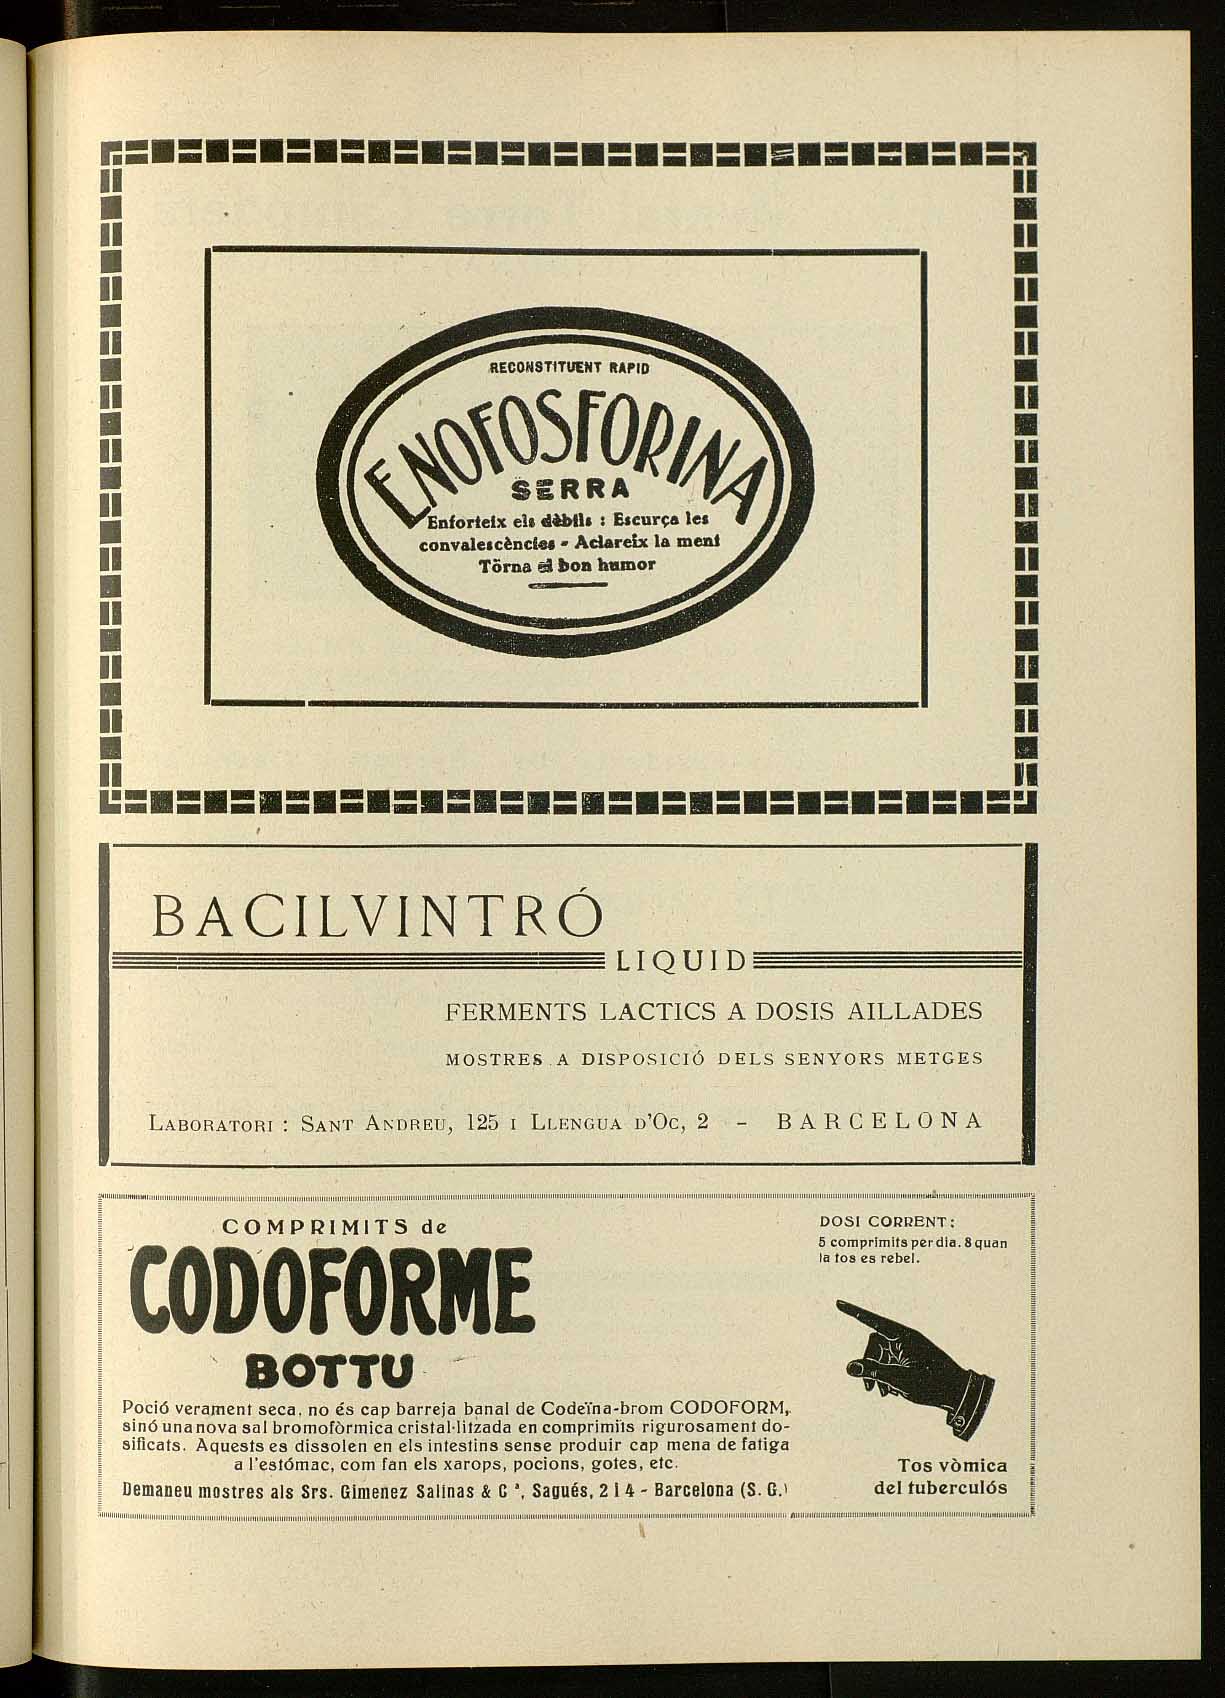 RECONSTITUENT RAPID
ENOFOSFORINA
SERRA
Enforteix els dèbils : Escurça les
convalescències - Aclareix la ment
Törna el bon humor
BACILVINTRÓ
LIQUID
FERMENTS LACTICS A DOSIS AILLADES
MOSTRES A DISPOSICIÓ DELS SENYORS METGES
LABORATORI : SANT ANDREU, 125 I LLENGUA D'OC, 2 - BARCELONA
COMPRIMITS de
CODOFORME
BOTTU
Poció verament seca, no és cap barreja banal de Codeïna-brom CODOFORM,
sinó una nova sal bromofòrmica cristal·litzada en comprimits rigurosament do-
sificats. Aquests es dissolen en els intestins sense produir cap mena de fatiga
a l'estómac, com fan els xarops, pocions, gotes, etc.
Demaneu mostres als Srs. Gimenez Salinas & C.ª, Sagués, 2 i 4 - Barcelona (S. G.)
DOSI CORRENT:
5 comprimits per dia. 8 quan
la tos es rebel.
Tos vòmica
del tuberculós